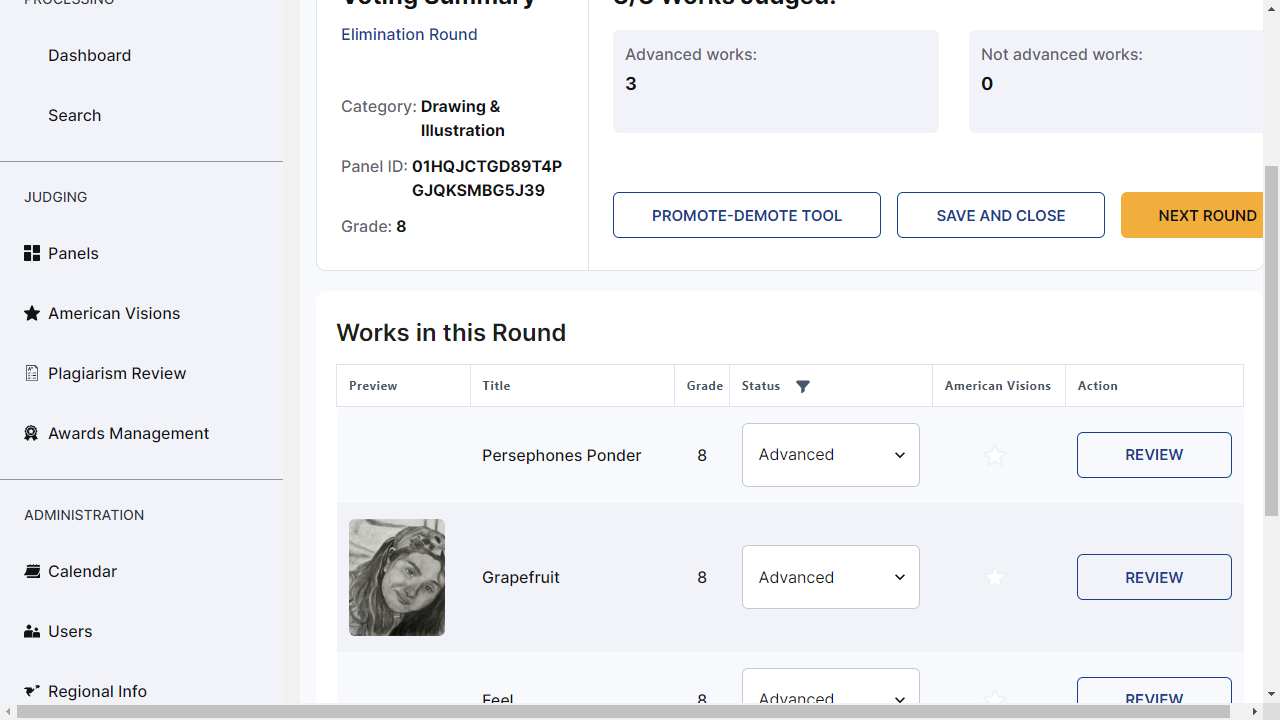 PROCESSING
Dashboard
Search
JUDGING
Panels
American Visions
Plagiarism Review
Awards Management
ADMINISTRATION
Calendar
Users
Regional Info
Voting Summary
Elimination Round
Category: Drawing &
Illustration
Panel ID: 01HQJCTGD89T4P
GJQKSMBG5J39
Grade: 8
Works Judged!
Advanced works:
3
Not advanced works:
0
PROMOTE-DEMOTE TOOL
SAVE AND CLOSE
NEXT ROUND
Works in this Round
Preview Title Grade Status American Visions Action
Persephones Ponder 8 Advanced REVIEW
Grapefruit 8 Advanced REVIEW
Feel 8 Advanced REVIEW